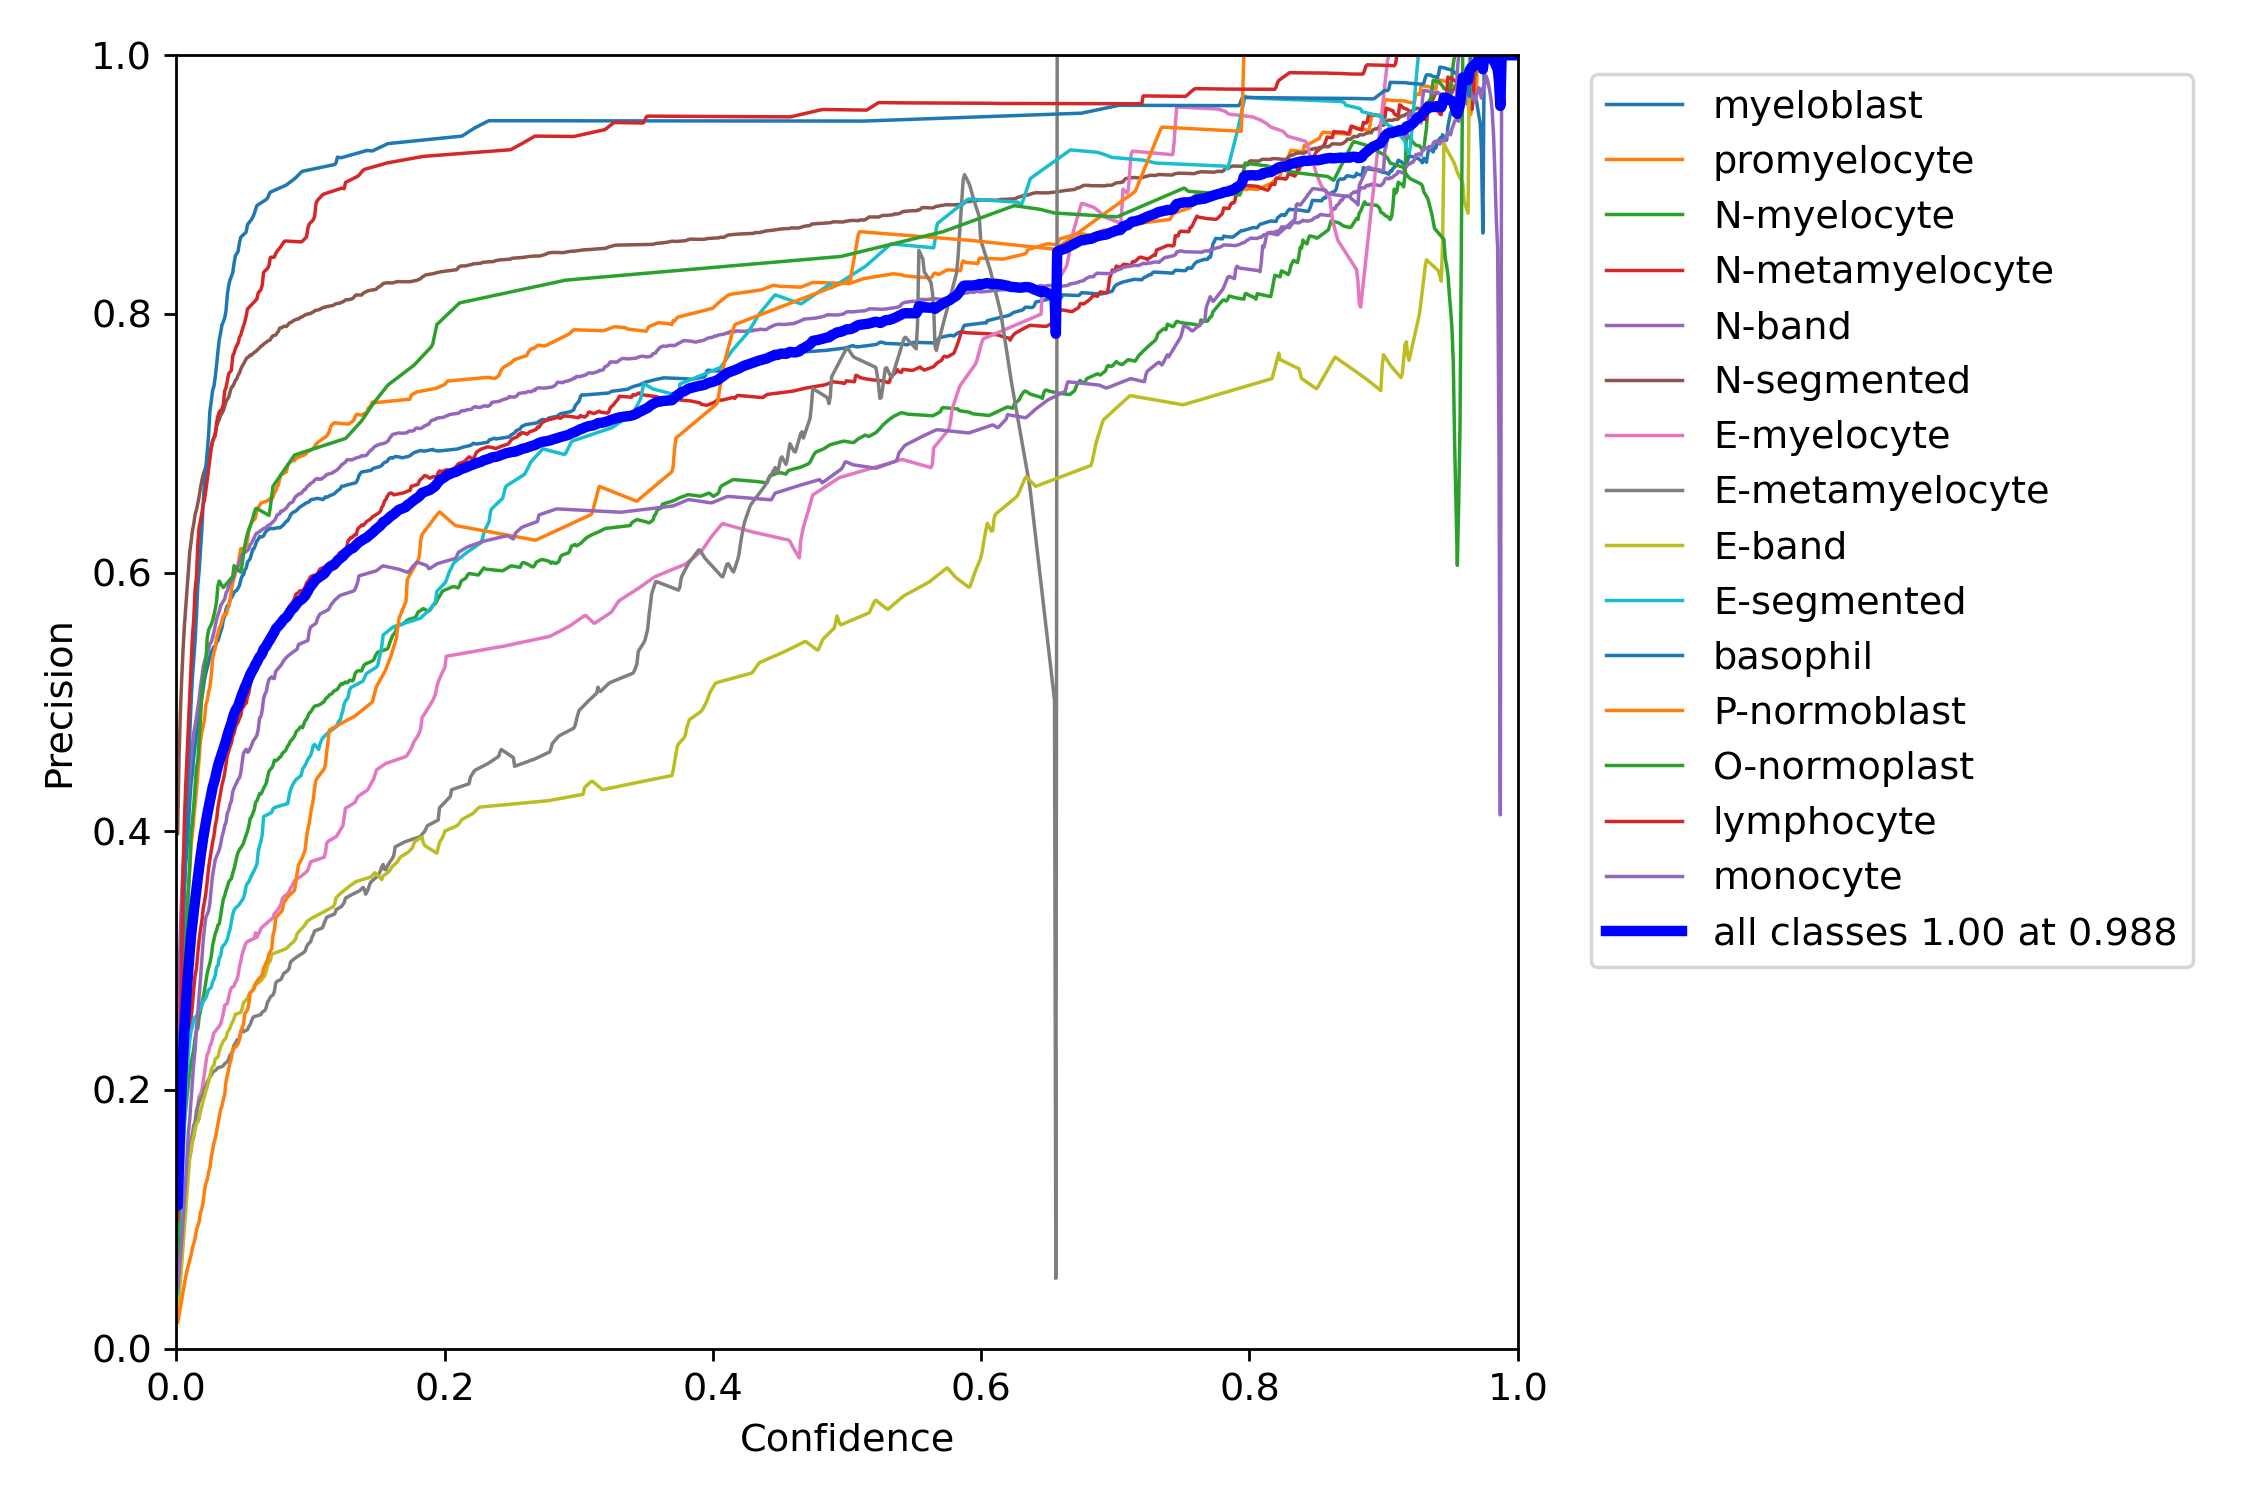 1.0
0.8
0.6
0.4
0.2
0.0
Precision
0.0 0.2 0.4 0.6 0.8 1.0
Confidence
myeloblast
promyelocyte
N-myelocyte
N-metamyelocyte
N-band
N-segmented
E-myelocyte
E-metamyelocyte
E-band
E-segmented
basophil
P-normoblast
O-normoplast
lymphocyte
monocyte
all classes 1.00 at 0.988